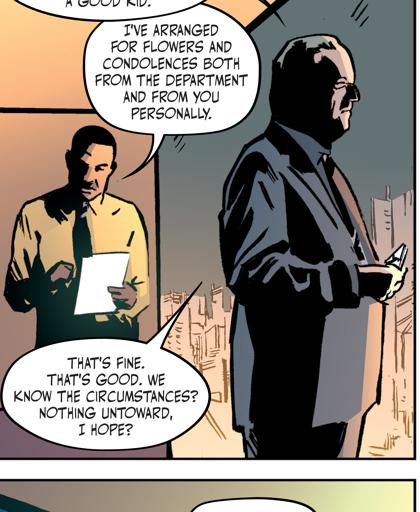 A GOOD KID.
I'VE ARRANGED
FOR FLOWERS AND
CONDOLENCES BOTH
FROM THE DEPARTMENT
AND FROM YOU
PERSONALLY.
THAT'S FINE.
THAT'S GOOD. WE
KNOW THE CIRCUMSTANCES?
NOTHING UNTOWARD,
I HOPE?